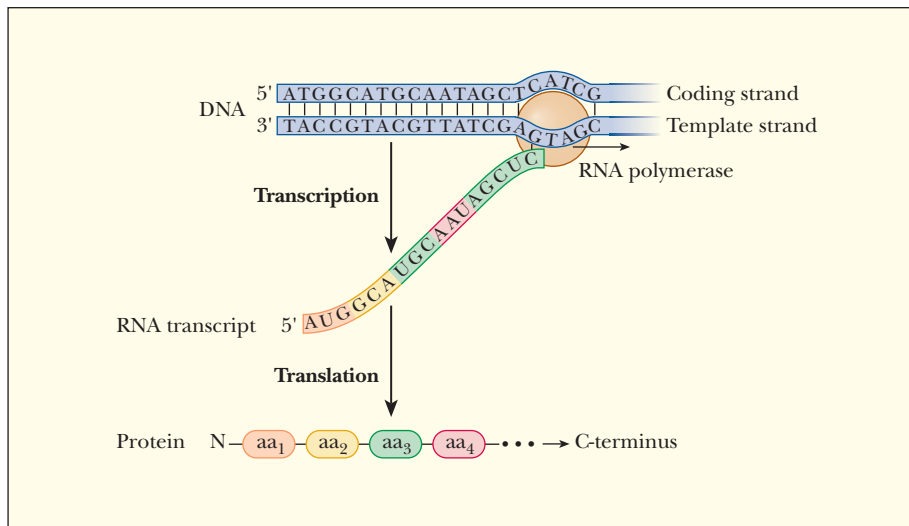 5' ATGGCATGCAATAGCTCATCG Coding strand
DNA
3' TACCGTACGTTATCGAGTAGC Template strand
RNA polymerase
Transcription
RNA transcript 5' AUGGCAUGCAAUAGCUC
Translation
Protein N aa₁ aa₂ aa₃ aa₄ ••• C-terminus